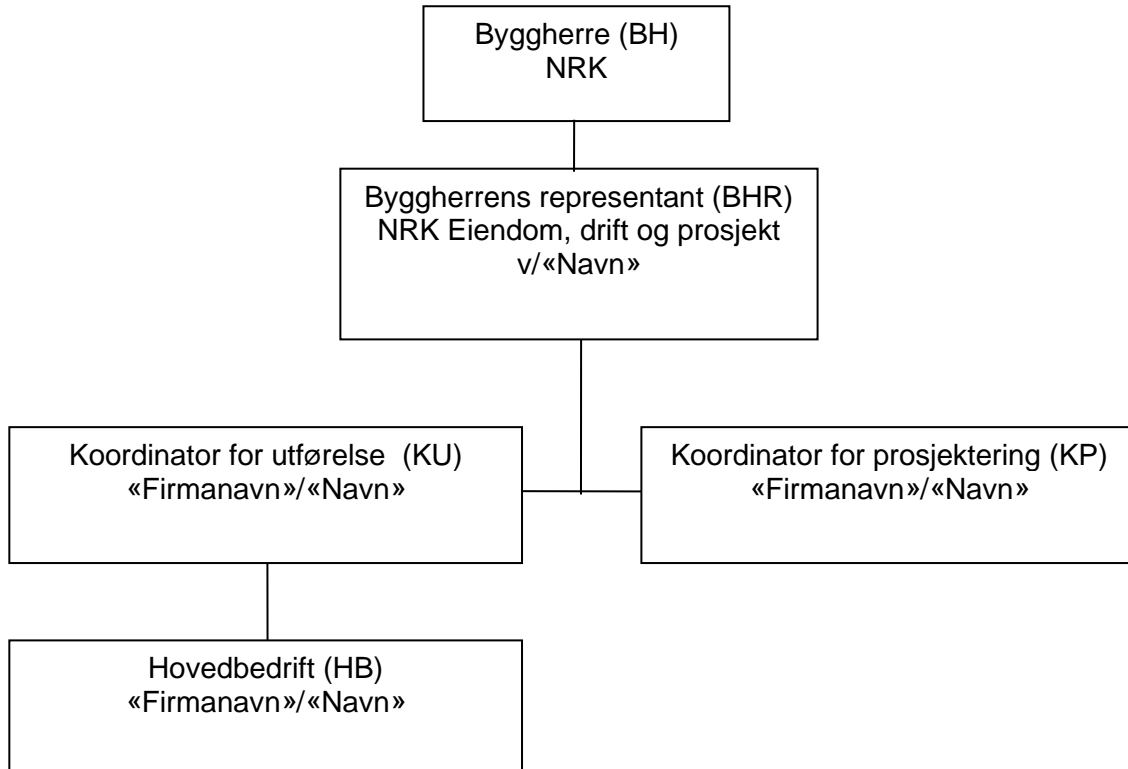 Byggherre (BH)
NRK
Byggherrens representant (BHR)
NRK Eiendom, drift og prosjekt
v/«Navn»
Koordinator for utførelse  (KU)
«Firmanavn»/«Navn»
Koordinator for prosjektering (KP)
«Firmanavn»/«Navn»
Hovedbedrift (HB)
«Firmanavn»/«Navn»